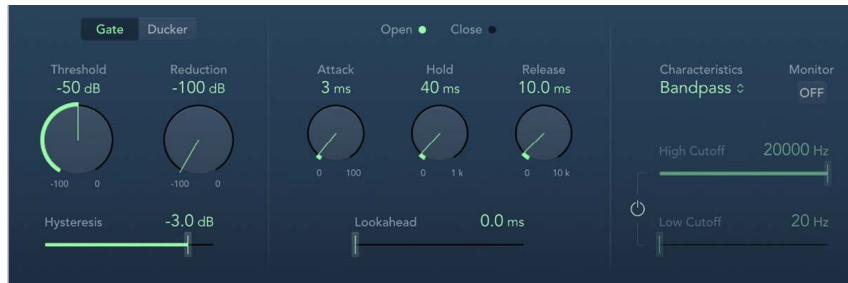 Gate Ducker
Open Close
Threshold Reduction Attack Hold Release Characteristics Monitor
-50 dB -100 dB 3 ms 40 ms 10.0 ms Bandpass OFF
High Cutoff 20000 Hz
-100 0 -100 0 0 100 0 1 k 0 10 k
Hysteresis -3.0 dB Lookahead 0.0 ms Low Cutoff 20 Hz